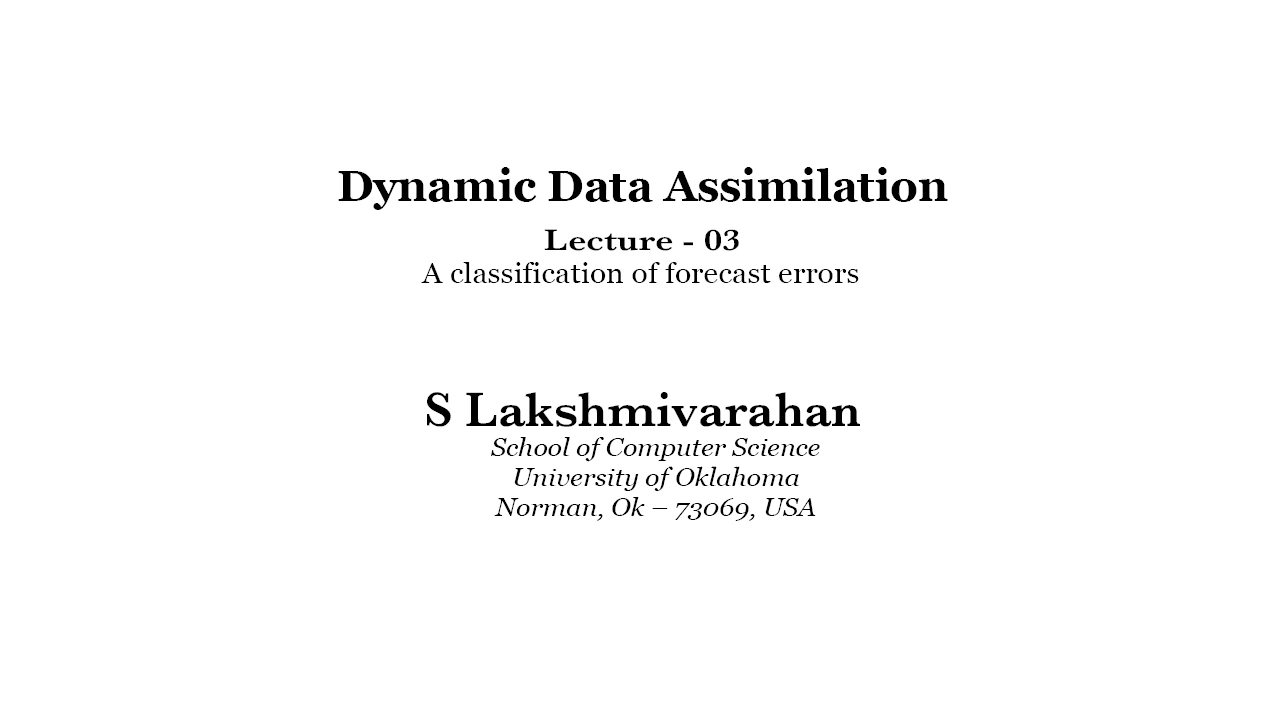 Dynamic Data Assimilation
Lecture - 03
A classification of forecast errors
S Lakshmivarahan
School of Computer Science
University of Oklahoma
Norman, Ok – 73069, USA